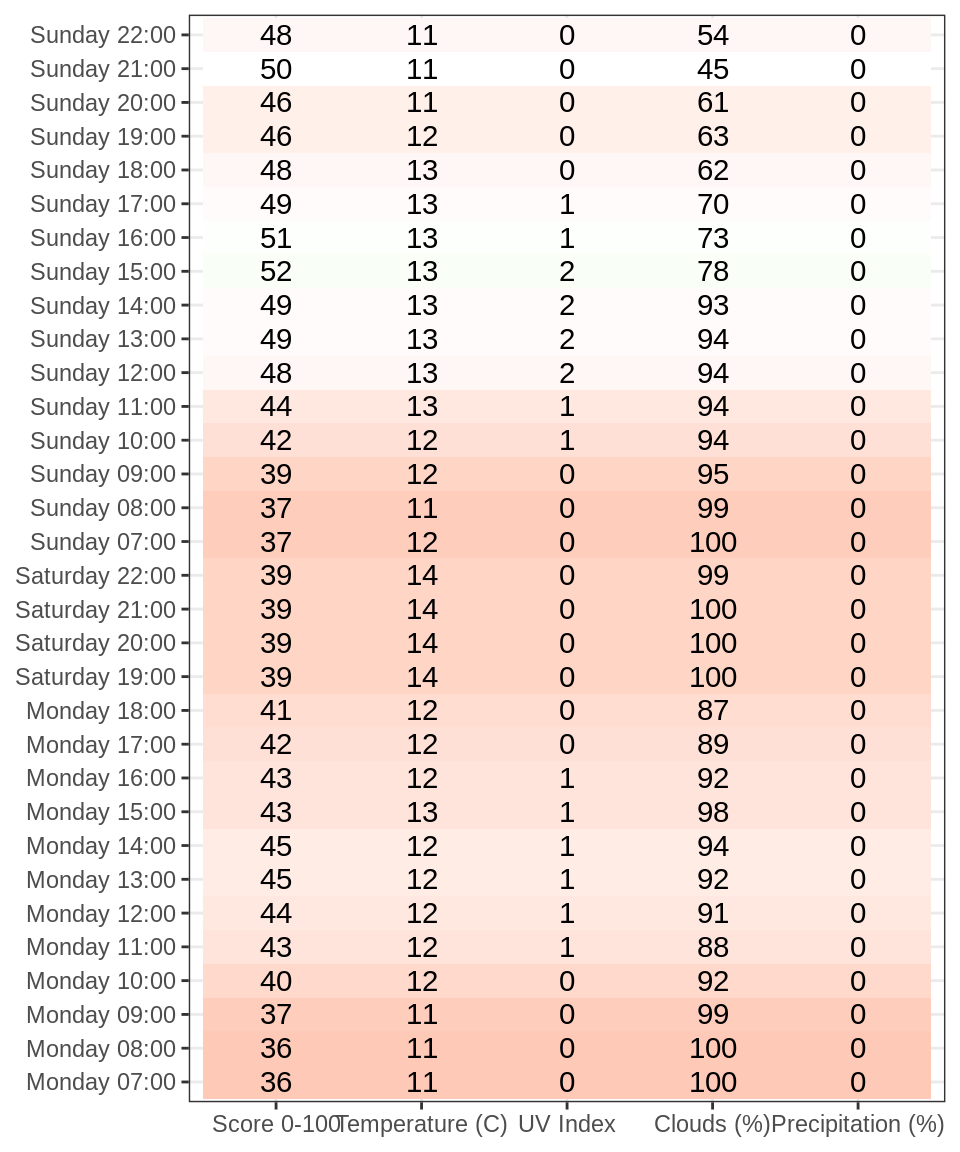 Sunday 22:00 48 11 0 54 0
Sunday 21:00 50 11 0 45 0
Sunday 20:00 46 11 0 61 0
Sunday 19:00 46 12 0 63 0
Sunday 18:00 48 13 0 62 0
Sunday 17:00 49 13 1 70 0
Sunday 16:00 51 13 1 73 0
Sunday 15:00 52 13 2 78 0
Sunday 14:00 49 13 2 93 0
Sunday 13:00 49 13 2 94 0
Sunday 12:00 48 13 2 94 0
Sunday 11:00 44 13 1 94 0
Sunday 10:00 42 12 1 94 0
Sunday 09:00 39 12 0 95 0
Sunday 08:00 37 11 0 99 0
Sunday 07:00 37 12 0 100 0
Saturday 22:00 39 14 0 99 0
Saturday 21:00 39 14 0 100 0
Saturday 20:00 39 14 0 100 0
Saturday 19:00 39 14 0 100 0
Monday 18:00 41 12 0 87 0
Monday 17:00 42 12 0 89 0
Monday 16:00 43 12 1 92 0
Monday 15:00 43 13 1 98 0
Monday 14:00 45 12 1 94 0
Monday 13:00 45 12 1 92 0
Monday 12:00 44 12 1 91 0
Monday 11:00 43 12 1 88 0
Monday 10:00 40 12 0 92 0
Monday 09:00 37 11 0 99 0
Monday 08:00 36 11 0 100 0
Monday 07:00 36 11 0 100 0
Score 0-100 Temperature (C) UV Index Clouds (%) Precipitation (%)